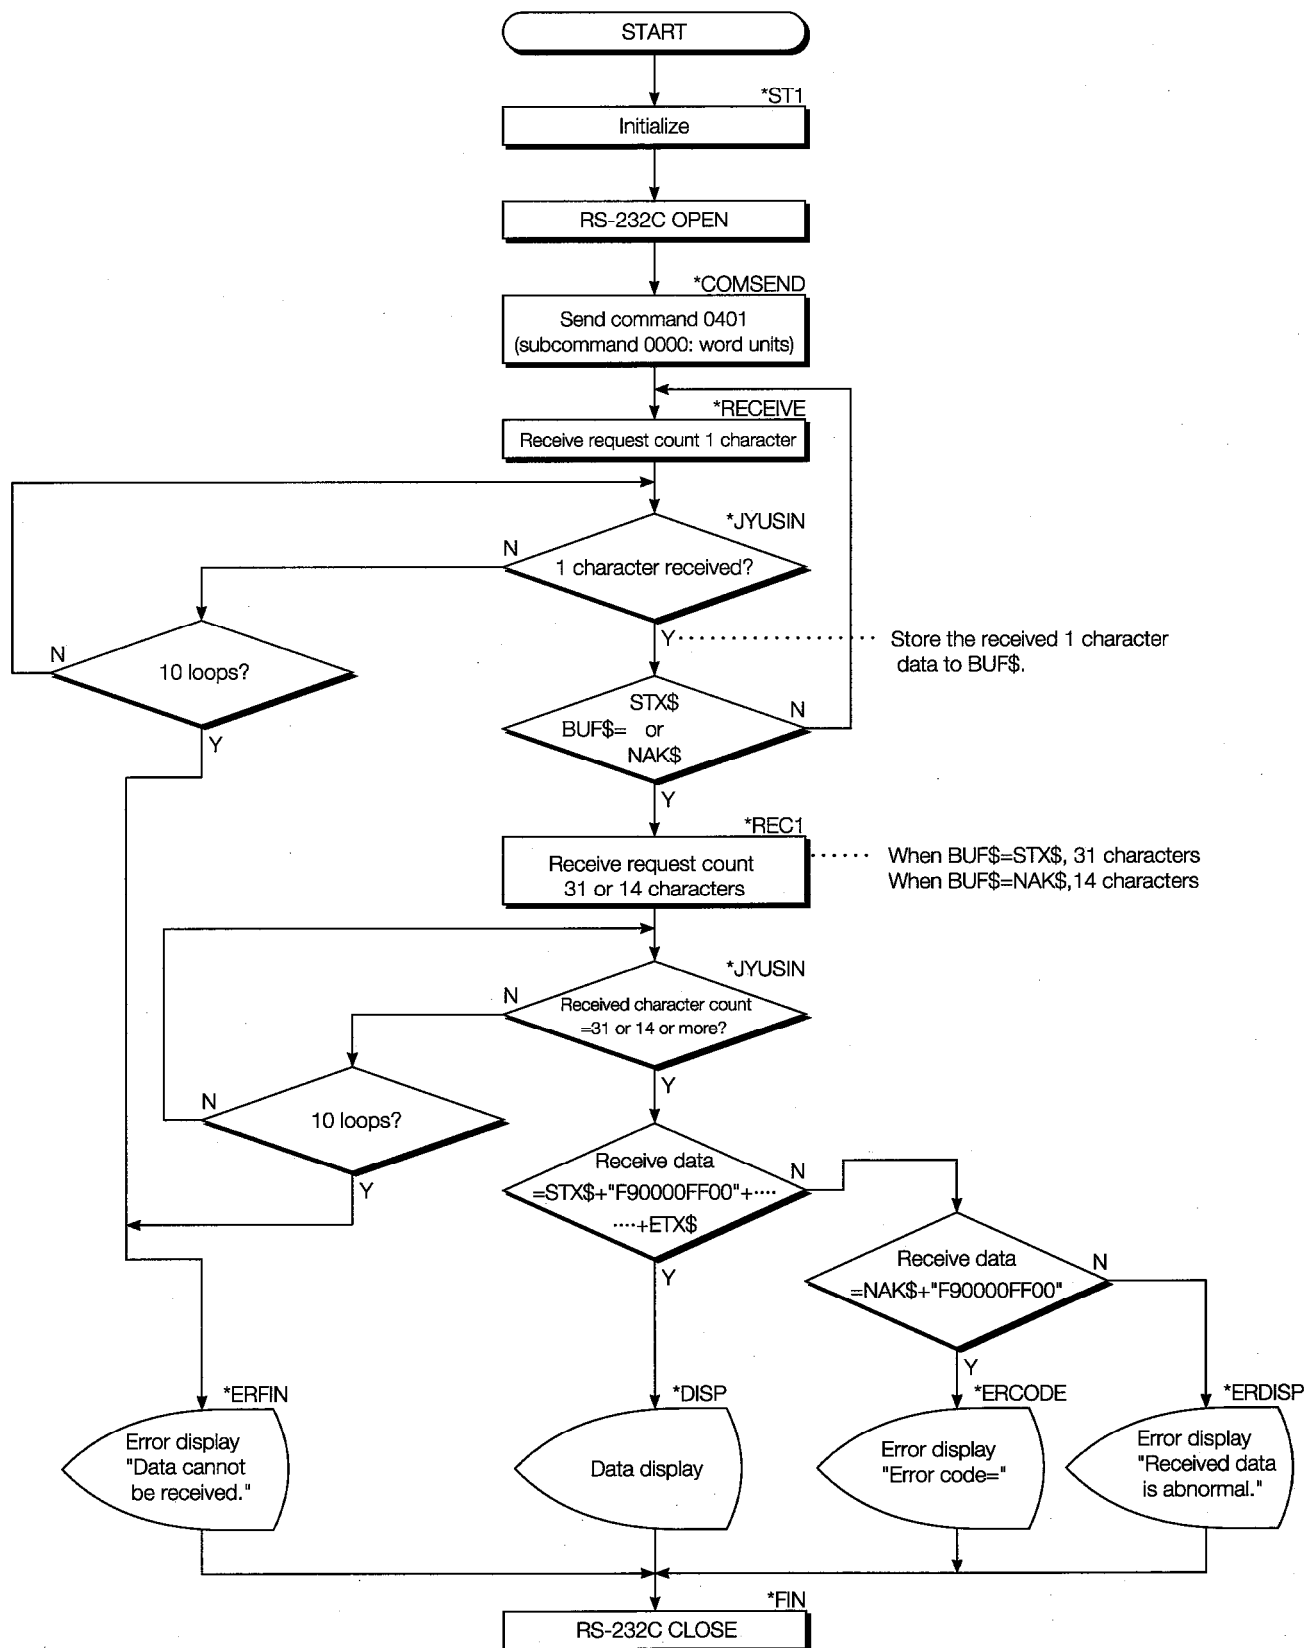 START
*ST1
Initialize
RS-232C OPEN
*COMSEND
Send command 0401
(subcommand 0000: word units)
*RECEIVE
Receive request count 1 character
*JYUSIN
N
1 character received?
Y
Store the received 1 character
data to BUF$.
N
10 loops?
Y
STX$
BUF$= or
NAK$
N
Y
*REC1
Receive request count
31 or 14 characters
When BUF$=STX$, 31 characters
When BUF$=NAK$,14 characters
*JYUSIN
N
Received character count
=31 or 14 or more?
Y
N
10 loops?
Y
Receive data
=STX$+"F90000FF00"+····
····+ETX$
N
Y
Receive data
=NAK$+"F90000FF00"
N
Y
*ERFIN
Error display
"Data cannot
be received."
*DISP
Data display
*ERCODE
Error display
"Error code="
*ERDISP
Error display
"Received data
is abnormal."
*FIN
RS-232C CLOSE